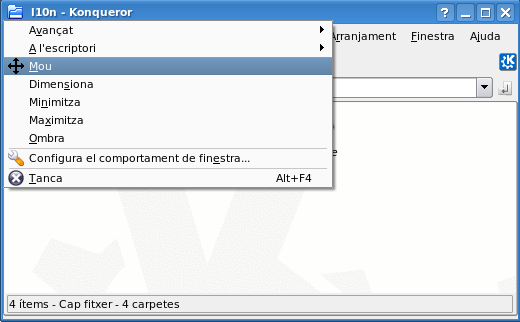 l10n - Konqueror
Avançat
A l'escriptori
Arranjament Finestra Ajuda
Mou
Dimensiona
Minimitza
Maximitza
Ombra
Configura el comportament de finestra...
Tanca Alt+F4
4 ítems - Cap fitxer - 4 carpetes